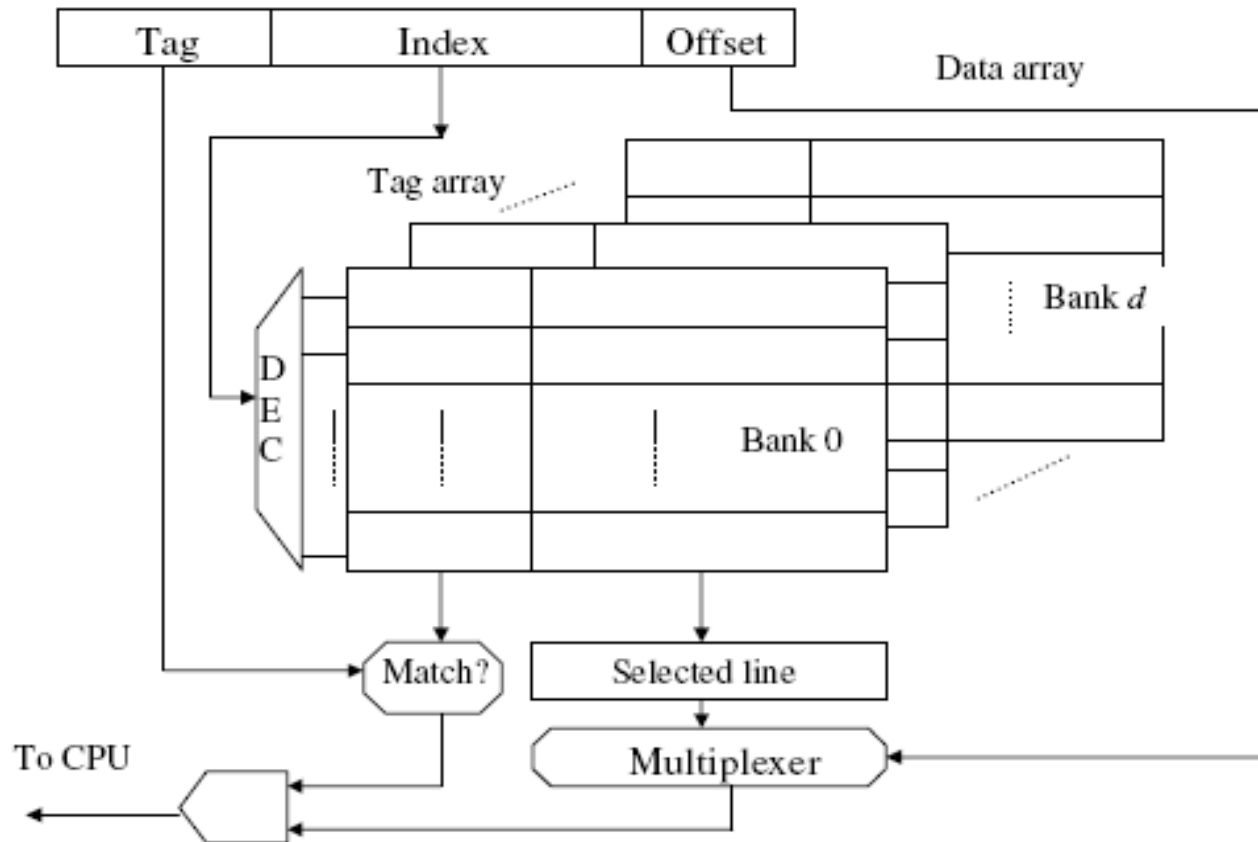 Tag Index Offset
Data array
Tag array
Bank d
D
E
C
Bank 0
Match?
Selected line
To CPU
Multiplexer